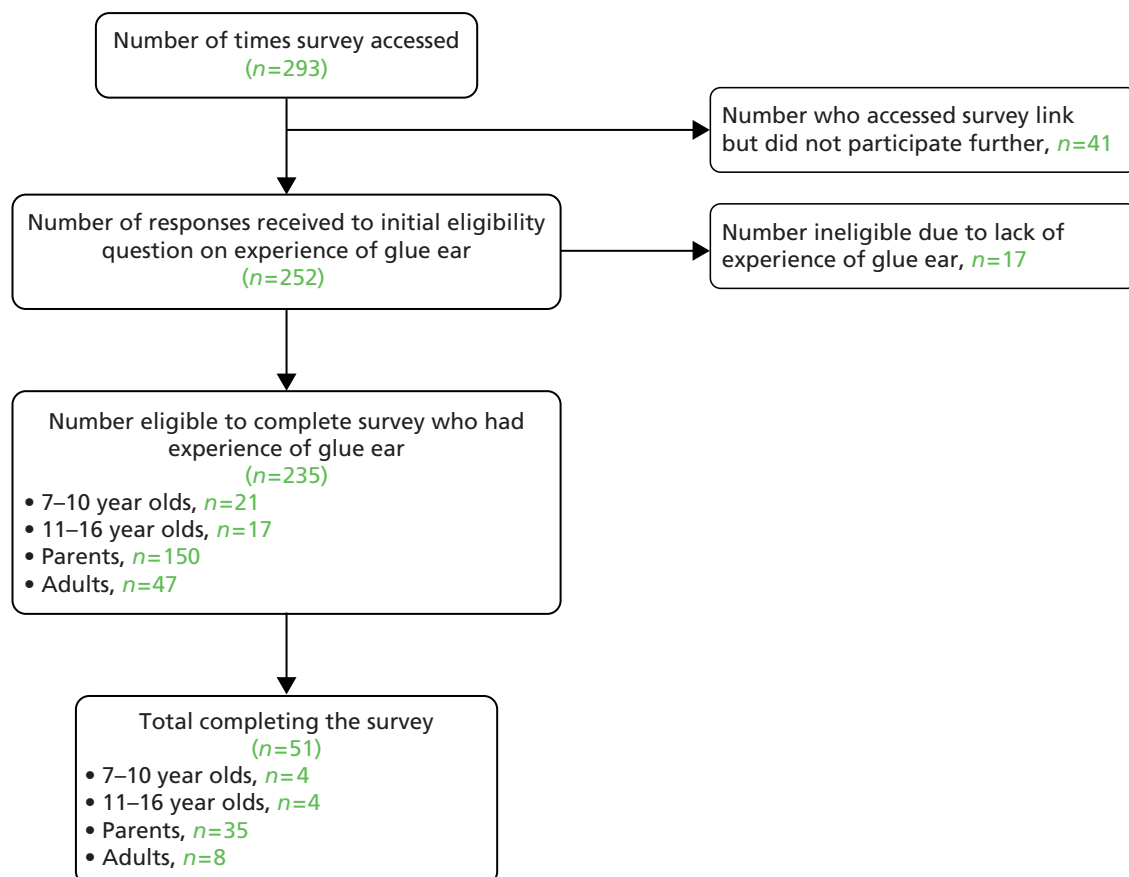 Number of times survey accessed
(n=293)
Number who accessed survey link
but did not participate further, n=41
Number of responses received to initial eligibility
question on experience of glue ear
(n=252)
Number ineligible due to lack of
experience of glue ear, n=17
Number eligible to complete survey who had
experience of glue ear
(n=235)
• 7–10 year olds, n=21
• 11–16 year olds, n=17
• Parents, n=150
• Adults, n=47
Total completing the survey
(n=51)
• 7–10 year olds, n=4
• 11–16 year olds, n=4
• Parents, n=35
• Adults, n=8